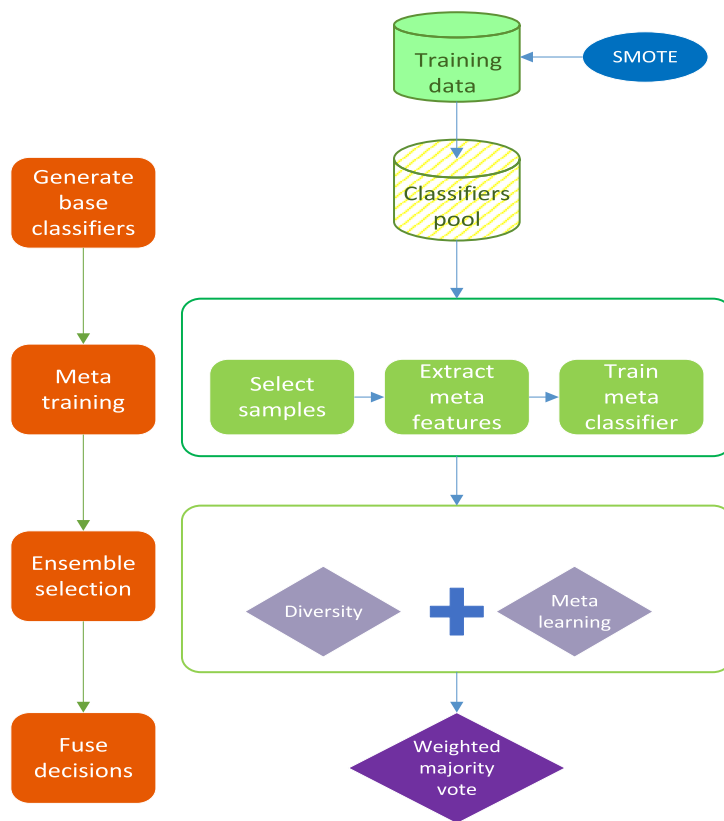 Training
data
SMOTE
Generate
base
classifiers
Classifiers
pool
Meta
training
Select
samples
Extract
meta
features
Train
meta
classifier
Ensemble
selection
Diversity
Meta
learning
Fuse
decisions
Weighted
majority
vote